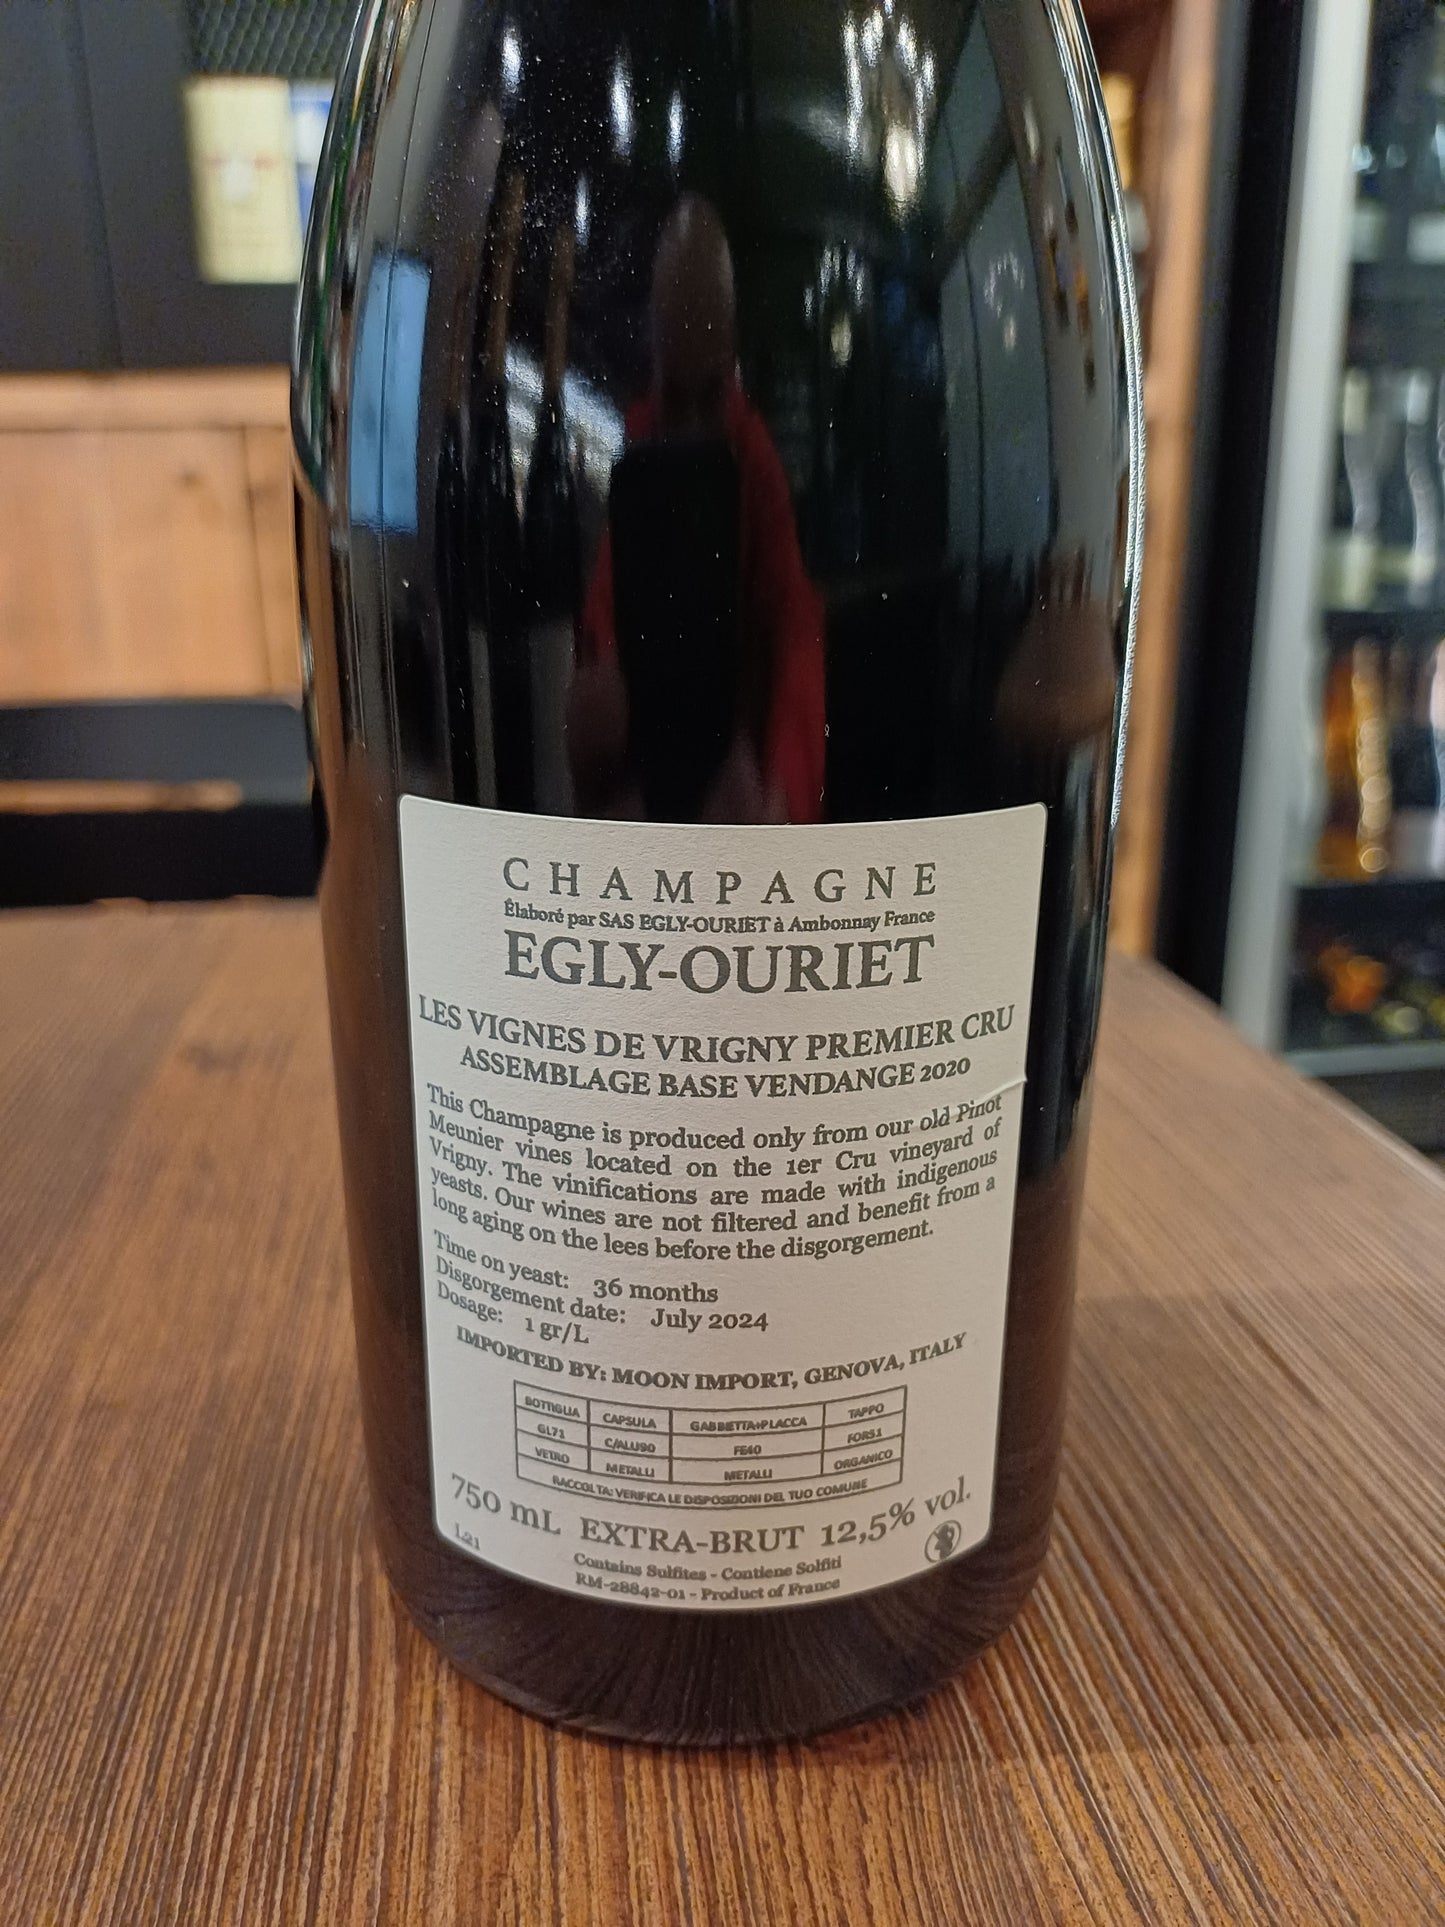 CHAMPAGNE
Élaboré par SAS EGLY-OURIET à Ambonnay France
EGLY-OURIET
LES VIGNES DE VRIGNY PREMIER CRU
ASSEMBLAGE BASE VENDANGE 2020
This Champagne is produced only from our old Pinot
Meunier vines located on the 1er Cru vineyard of
Vrigny. The vinifications are made with indigenous
yeasts. Our wines are not filtered and benefit from a
long aging on the lees before the disgorgement.
Time on yeast: 36 months
Disgorgement date: July 2024
Dosage: 1 gr/L
IMPORTED BY: MOON IMPORT, GENOVA, ITALY
BOTTIGLIA CAPSULA GABBIETTA+PLACCA TAPPO
GL71 C/ALU90 FE40 FOR51
VETRO METALLI METALLI ORGANICO
RACCOLTA: VERIFICA LE DISPOSIZIONI DEL TUO COMUNE
750 mL EXTRA-BRUT 12,5% vol.
L21
Contains Sulfites - Contiene Solfiti
RM-28842-01 - Product of France